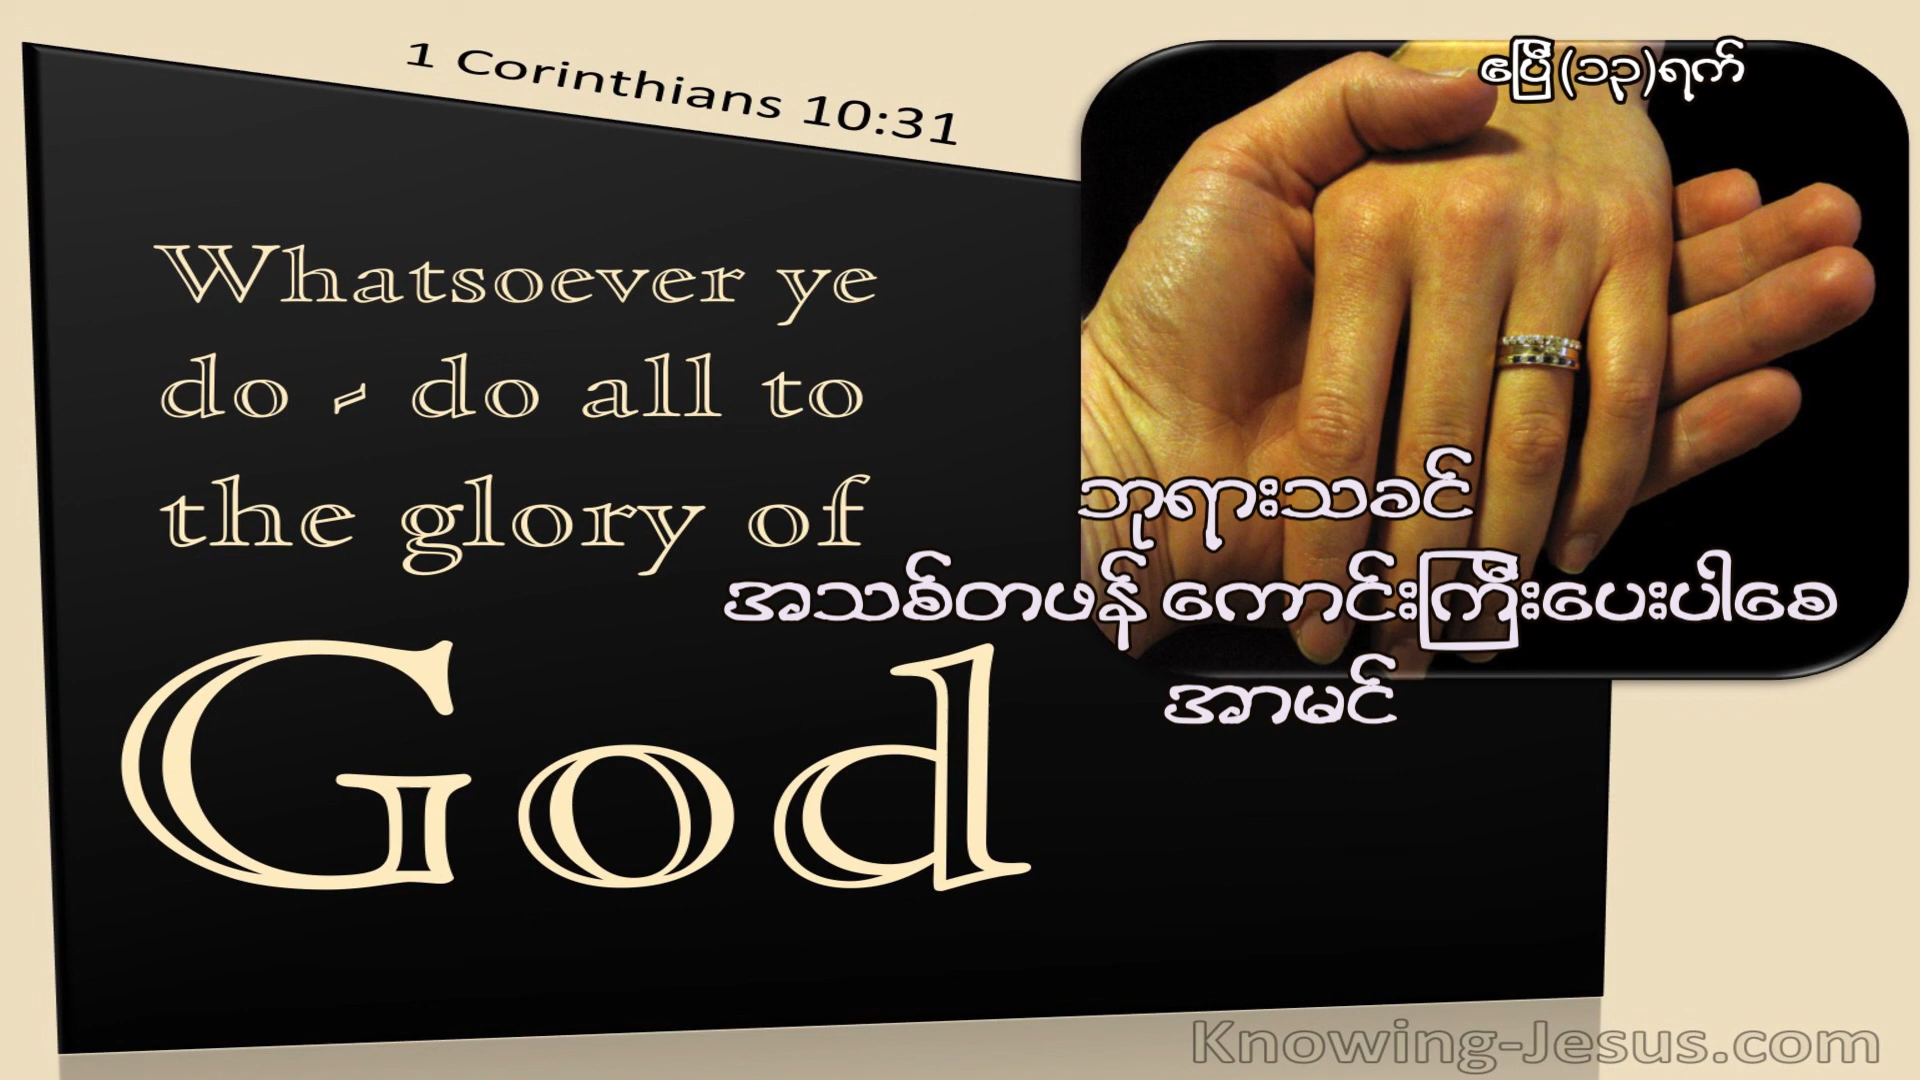 1 Corinthians 10:31
ဧပြီ(၁၃)ရက်
Whatsoever ye
do - do all to
the glory of
God
ဘုရားသခင်
အသစ်တဖန် ကောင်းကြီးပေးပါစေ
အာမင်
Knowing-Jesus.com